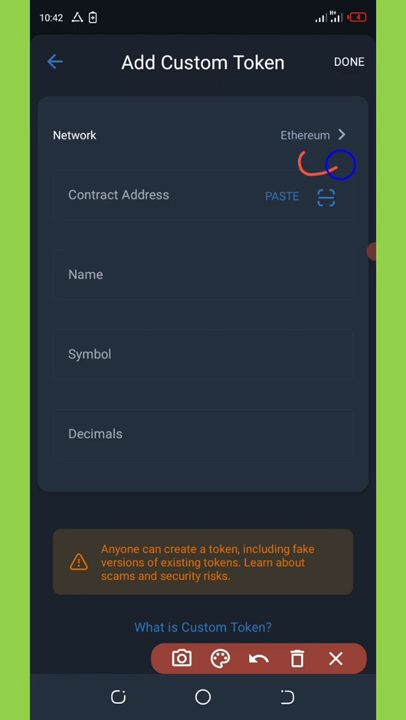 10:42
Add Custom Token
DONE
Network
Ethereum
Contract Address
PASTE
Name
Symbol
Decimals
Anyone can create a token, including fake
versions of existing tokens. Learn about
scams and security risks.
What is Custom Token?